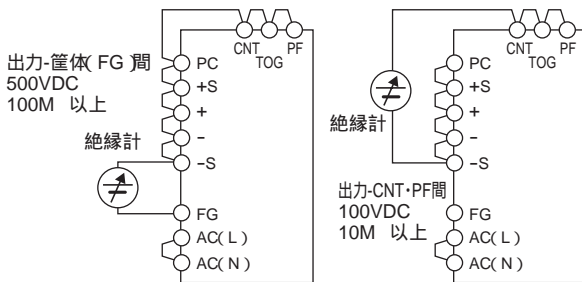 出力-筐体(FG)間
500VDC
100M 以上
絶縁計
CNT
TOG
PF
PC
+S
+
-
-S
FG
AC(L)
AC(N)
絶縁計
出力-CNT・PF間
100VDC
10M 以上
CNT
TOG
PF
PC
+S
+
-
-S
FG
AC(L)
AC(N)